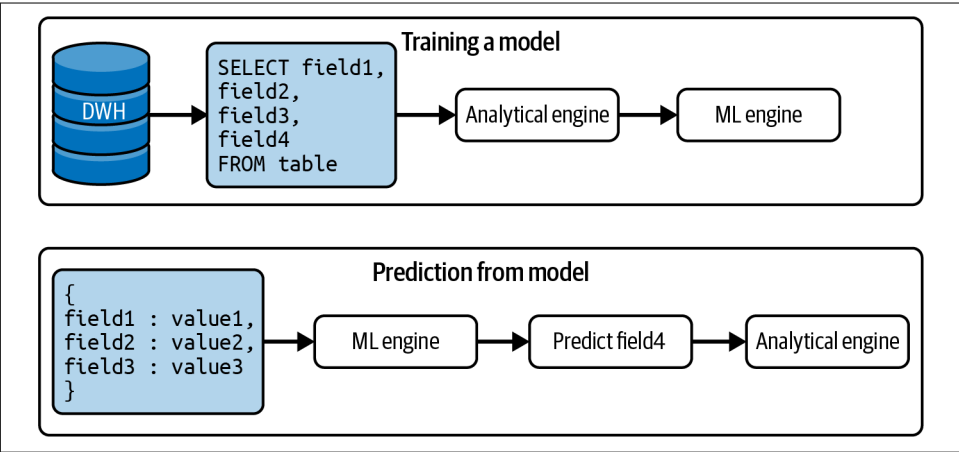 Training a model
DWH
SELECT field1,
field2,
field3,
field4
FROM table
Analytical engine
ML engine
Prediction from model
{
field1 : value1,
field2 : value2,
field3 : value3
}
ML engine
Predict field4
Analytical engine